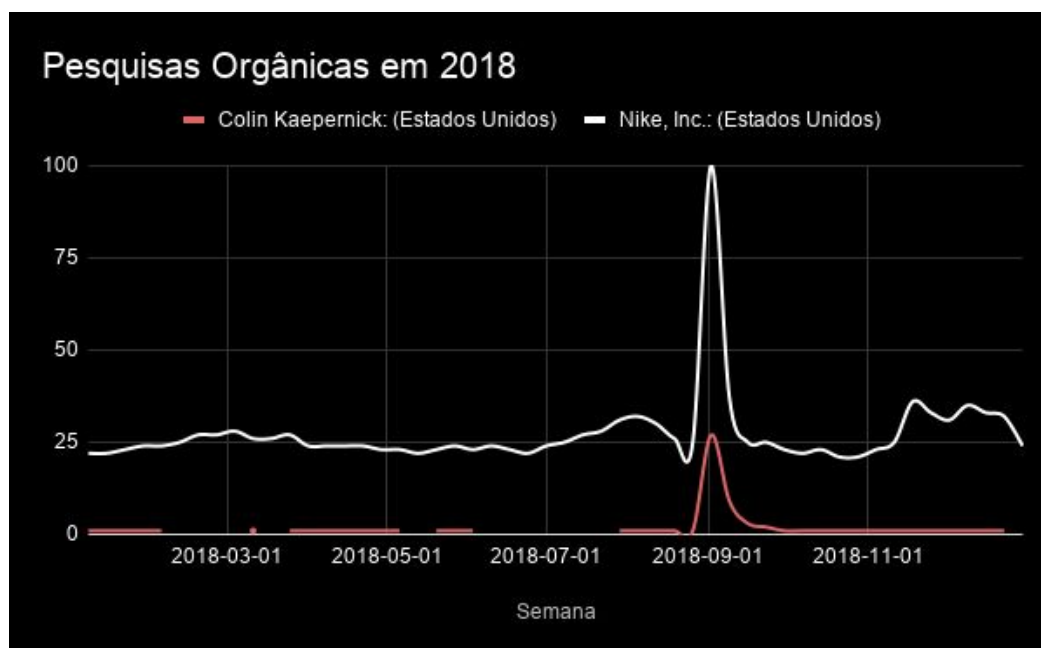 Pesquisas Orgânicas em 2018
Colin Kaepernick: (Estados Unidos) Nike, Inc.: (Estados Unidos)
100
75
50
25
0
2018-03-01 2018-05-01 2018-07-01 2018-09-01 2018-11-01
Semana